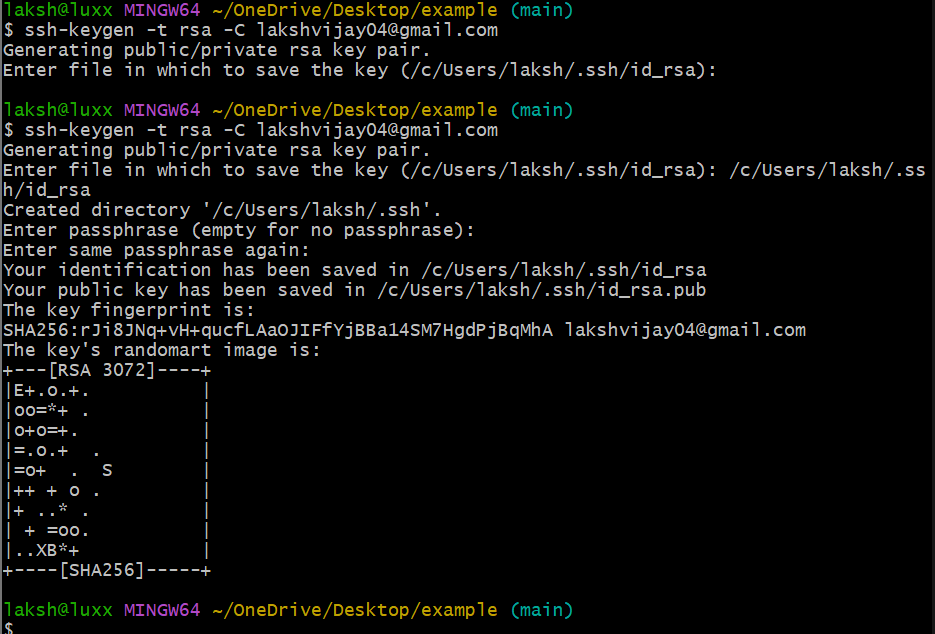 laksh@luxx MINGW64 ~/OneDrive/Desktop/example (main)
$ ssh-keygen -t rsa -C lakshvijay04@gmail.com
Generating public/private rsa key pair.
Enter file in which to save the key (/c/Users/laksh/.ssh/id_rsa):

laksh@luxx MINGW64 ~/OneDrive/Desktop/example (main)
$ ssh-keygen -t rsa -C lakshvijay04@gmail.com
Generating public/private rsa key pair.
Enter file in which to save the key (/c/Users/laksh/.ssh/id_rsa): /c/Users/laksh/.ss
h/id_rsa
Created directory '/c/Users/laksh/.ssh'.
Enter passphrase (empty for no passphrase):
Enter same passphrase again:
Your identification has been saved in /c/Users/laksh/.ssh/id_rsa
Your public key has been saved in /c/Users/laksh/.ssh/id_rsa.pub
The key fingerprint is:
SHA256:rJi8JNq+vH+qucfLAaOJIFfYjBBa14SM7HgdPjBqMhA lakshvijay04@gmail.com
The key's randomart image is:
+---[RSA 3072]----+
|E+.o.+.          |
|oo=*+ .          |
|o+o=+.           |
|=.o.+  .         |
|=o+  .  S        |
|++ + o .         |
|+ ..* .          |
| + =oo.          |
|..XB*+           |
+----[SHA256]-----+

laksh@luxx MINGW64 ~/OneDrive/Desktop/example (main)
$